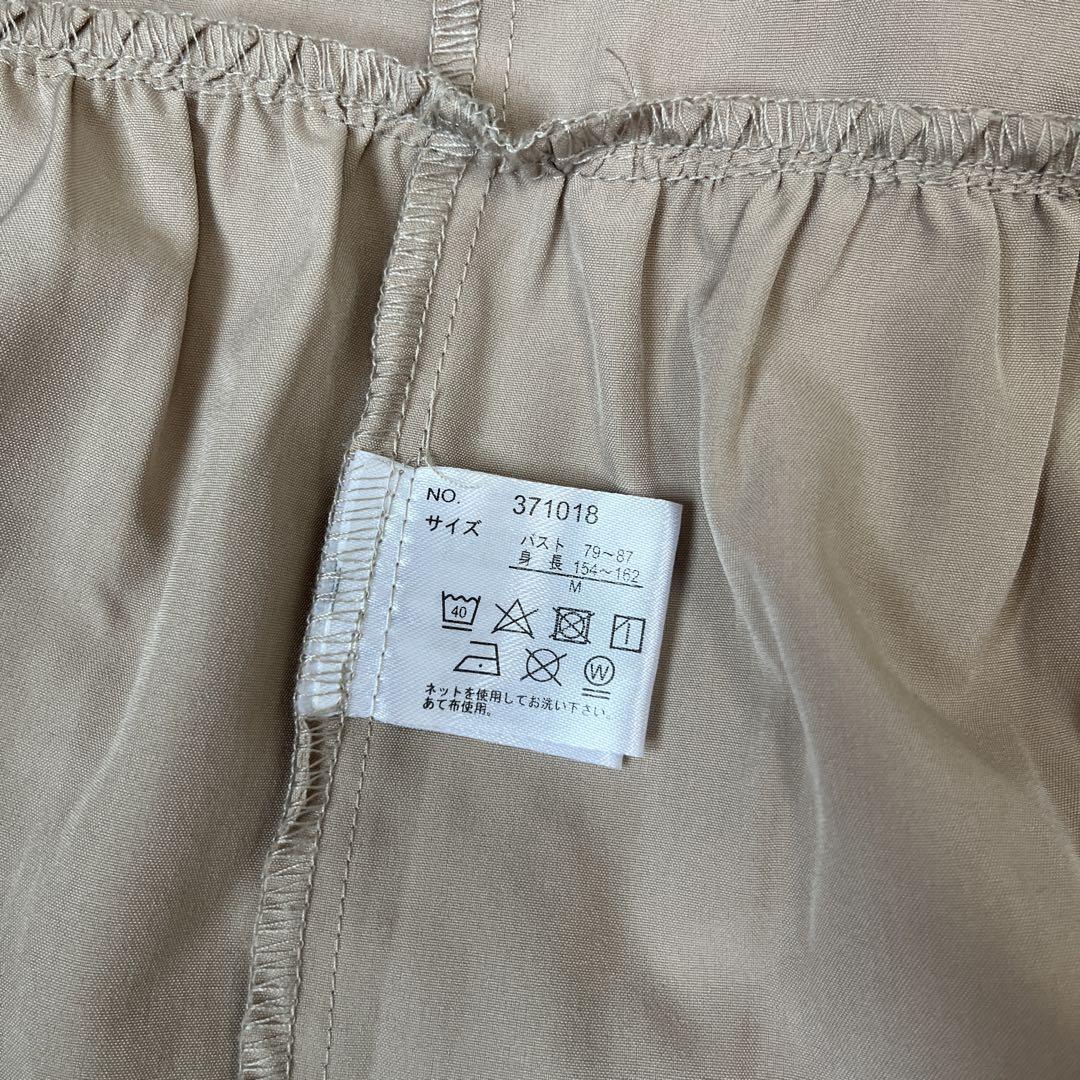 NO. 371018
サイズ
バスト 79~87
身 長 154~162
M
40
W
ネットを使用してお洗い下さい。
あて布使用。